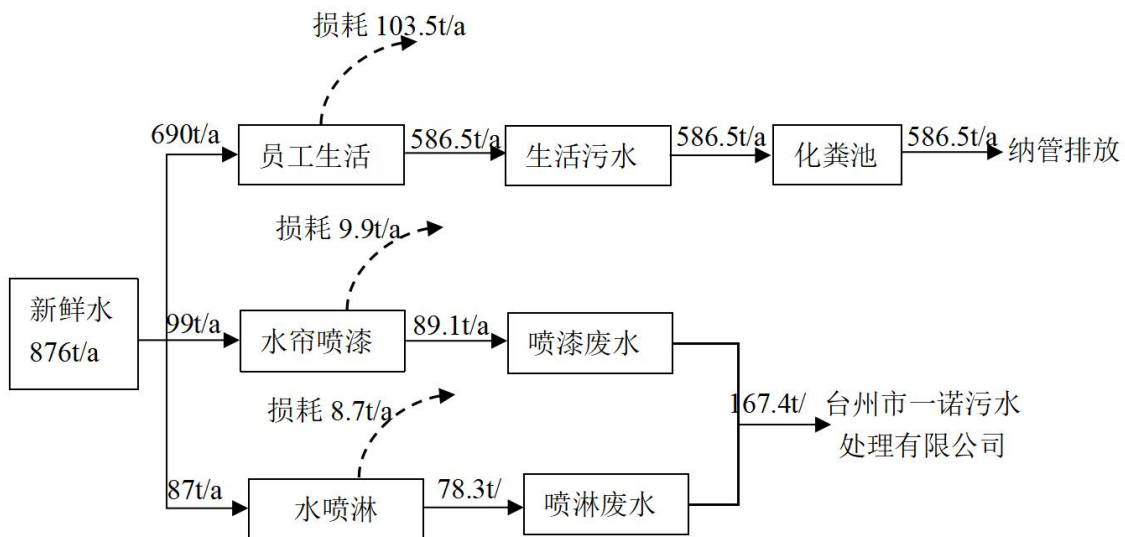 损耗 103.5t/a
690t/a
员工生活
586.5t/a
生活污水
586.5t/a
化粪池
586.5t/a
纳管排放
损耗 9.9t/a
新鲜水
876t/a
99t/a
水帘喷漆
89.1t/a
喷漆废水
损耗 8.7t/a
167.4t/
台州市一诺污水
处理有限公司
87t/a
水喷淋
78.3t/
喷淋废水